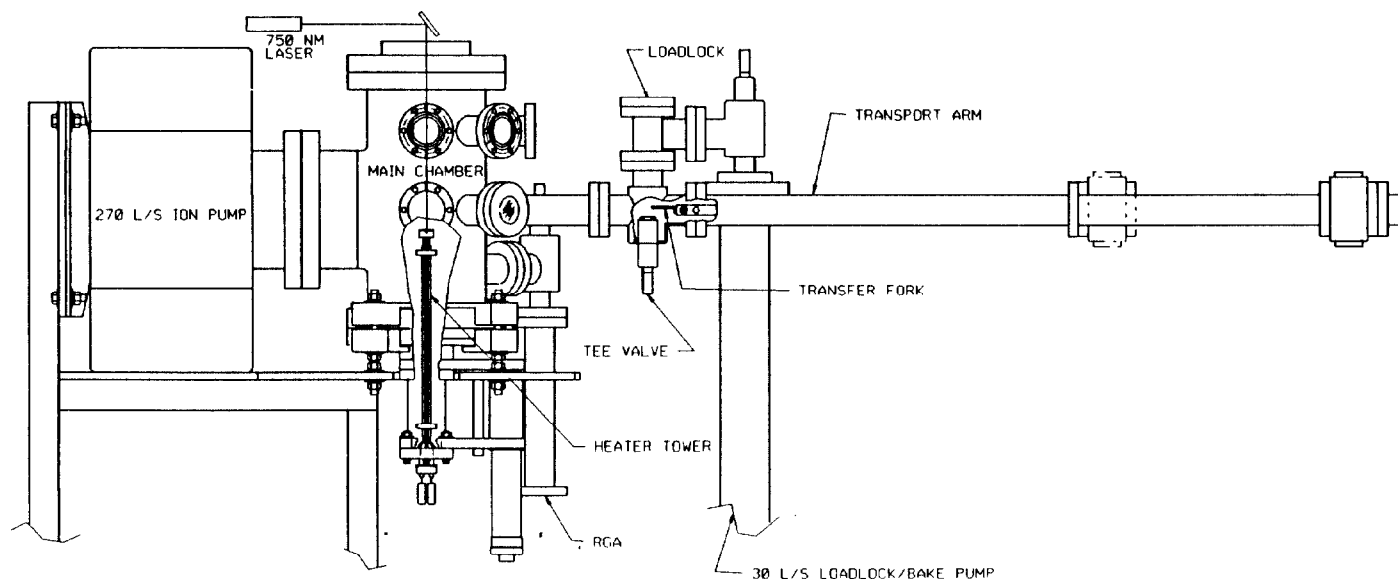 750 NM
LASER
LOADLOCK
TRANSPORT ARM
MAIN CHAMBER
270 L/S ION PUMP
TRANSFER FORK
TEE VALVE
HEATER TOWER
RGA
30 L/S LOADLOCK/BAKE PUMP